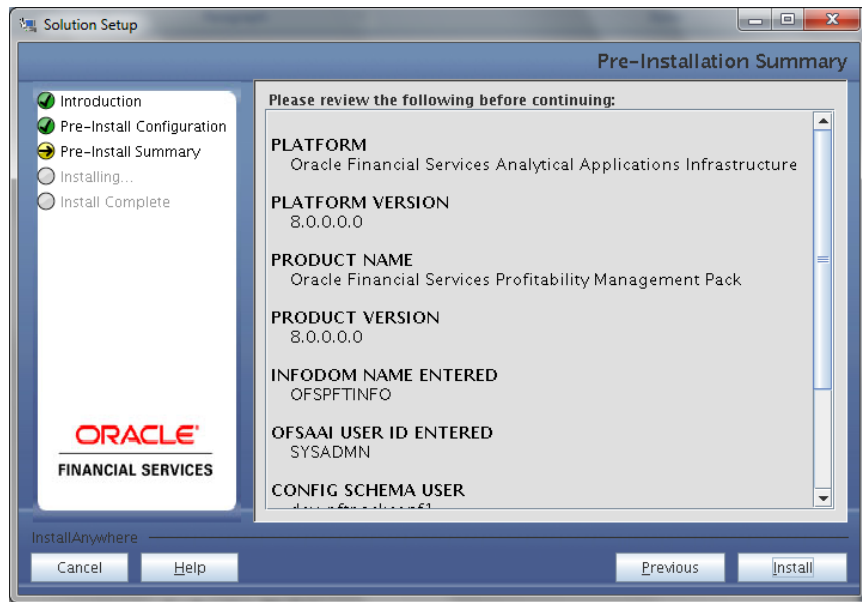 Solution Setup
Pre-Installation Summary
Introduction
Pre-Install Configuration
Pre-Install Summary
Installing...
Install Complete
ORACLE
FINANCIAL SERVICES
Please review the following before continuing:
PLATFORM
Oracle Financial Services Analytical Applications Infrastructure
PLATFORM VERSION
8.0.0.0.0
PRODUCT NAME
Oracle Financial Services Profitability Management Pack
PRODUCT VERSION
8.0.0.0.0
INFODOM NAME ENTERED
OFSPFTINFO
OFSAAI USER ID ENTERED
SYSADMN
CONFIG SCHEMA USER
InstallAnywhere
Cancel
Help
Previous
Install